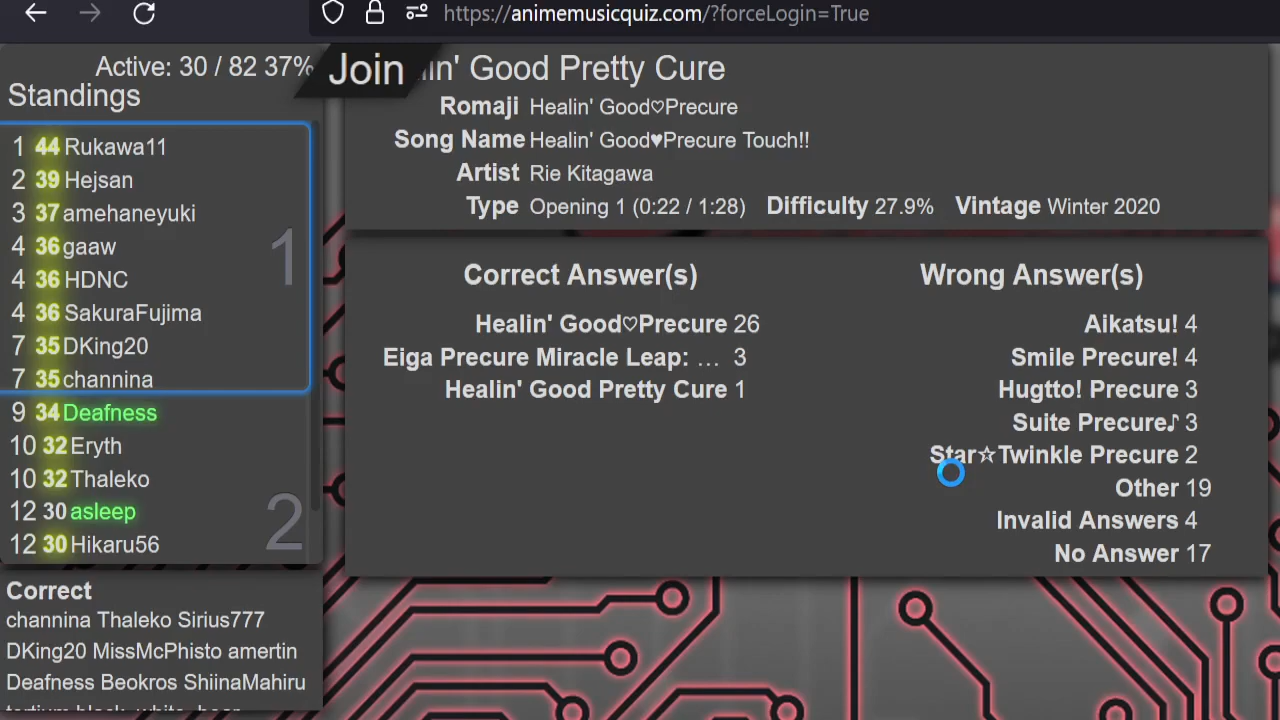 https://animemusicquiz.com/?forceLogin=True
Active: 30 / 82 37%
Standings
1 44 Rukawa11
2 39 Hejsan
3 37 amehaneyuki
4 36 gaaw
4 36 HDNC
4 36 SakuraFujima
7 35 DKing20
7 35 channina
1
9 34 Deafness
10 32 Eryth
10 32 Thaleko
12 30 asleep
12 30 Hikaru56
2
Correct
channina Thaleko Sirius777
DKing20 MissMcPhisto amertin
Deafness Beokros ShiinaMahiru
tertium black_white_bear
Join
in' Good Pretty Cure
Romaji Healin' Good♡Precure
Song Name Healin' Good♥Precure Touch!!
Artist Rie Kitagawa
Type Opening 1 (0:22 / 1:28) Difficulty 27.9% Vintage Winter 2020
Correct Answer(s)
Healin' Good♡Precure 26
Eiga Precure Miracle Leap: … 3
Healin' Good Pretty Cure 1
Wrong Answer(s)
Aikatsu! 4
Smile Precure! 4
Hugtto! Precure 3
Suite Precure♪ 3
Star☆Twinkle Precure 2
Other 19
Invalid Answers 4
No Answer 17